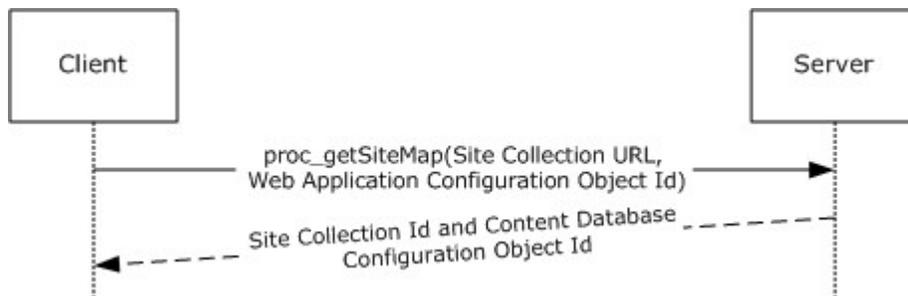 Client
Server
proc_getSiteMap(Site Collection URL,
Web Application Configuration Object Id)
Site Collection Id and Content Database
Configuration Object Id